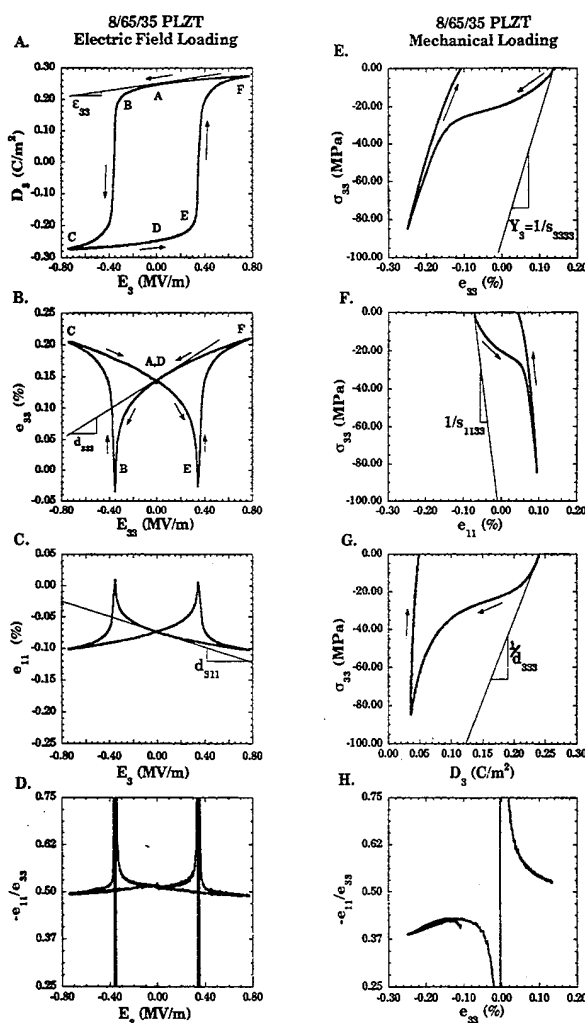 8/65/35 PLZT
Electric Field Loading
A.
0.30
0.20
0.10
0.00
-0.10
-0.20
-0.30
D₃ (C/m²)
ε₃₃
B
A
F
C
D
E
-0.80 -0.40 0.00 0.40 0.80
E₃ (MV/m)
B.
0.25
0.20
0.15
0.10
0.05
0.00
-0.05
e₃₃ (%)
C
A,D
F
d₃₃₃
B
E
-0.80 -0.40 0.00 0.40 0.80
E₃₃ (MV/m)
C.
0.05
0.00
-0.05
-0.10
-0.15
-0.20
-0.25
e₁₁ (%)
d₃₁₁
-0.80 -0.40 0.00 0.40 0.80
E₃ (MV/m)
D.
0.75
0.62
0.50
0.37
0.25
-e₁₁/e₃₃
-0.80 -0.40 0.00 0.40 0.80
E₃ (MV/m)
8/65/35 PLZT
Mechanical Loading
E.
0.00
-20.00
-40.00
-60.00
-80.00
-100.00
σ₃₃ (MPa)
Y₃=1/s₃₃₃₃
-0.30 -0.20 -0.10 0.00 0.10 0.20
e₃₃ (%)
F.
0.00
-20.00
-40.00
-60.00
-80.00
-100.00
σ₃₃ (MPa)
1/s₁₁₃₃
-0.20 -0.10 0.00 0.10 0.20 0.30
e₁₁ (%)
G.
0.00
-20.00
-40.00
-60.00
-80.00
-100.00
σ₃₃ (MPa)
1/d₃₃₃
0.00 0.05 0.10 0.15 0.20 0.25 0.30
D₃ (C/m²)
H.
0.75
0.62
0.50
0.37
0.25
-e₁₁/e₃₃
-0.30 -0.20 -0.10 0.00 0.10 0.20
e₃₃ (%)